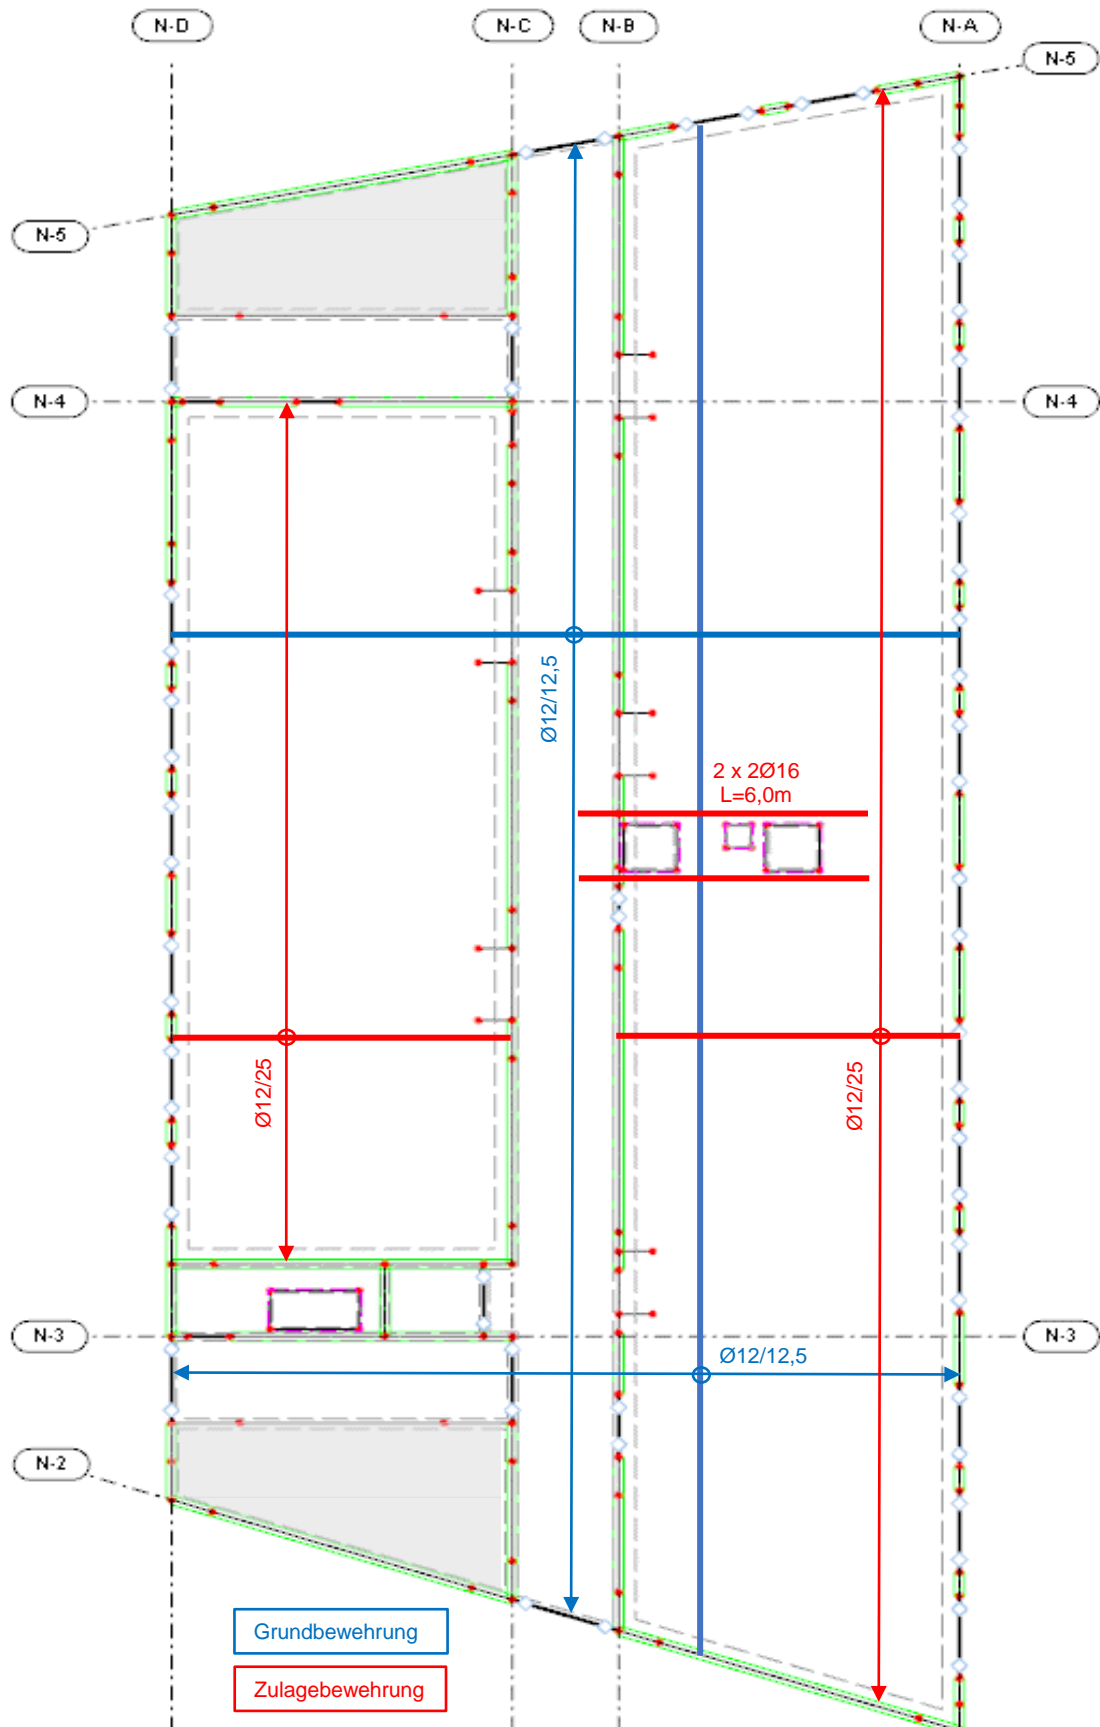 N-D
N-C
N-B
N-A
N-5
N-5
N-4
N-4
Ø12/12,5
2 x 2Ø16
L=6,0m
Ø12/25
Ø12/25
N-3
N-3
Ø12/12,5
N-2
Grundbewehrung
Zulagebewehrung